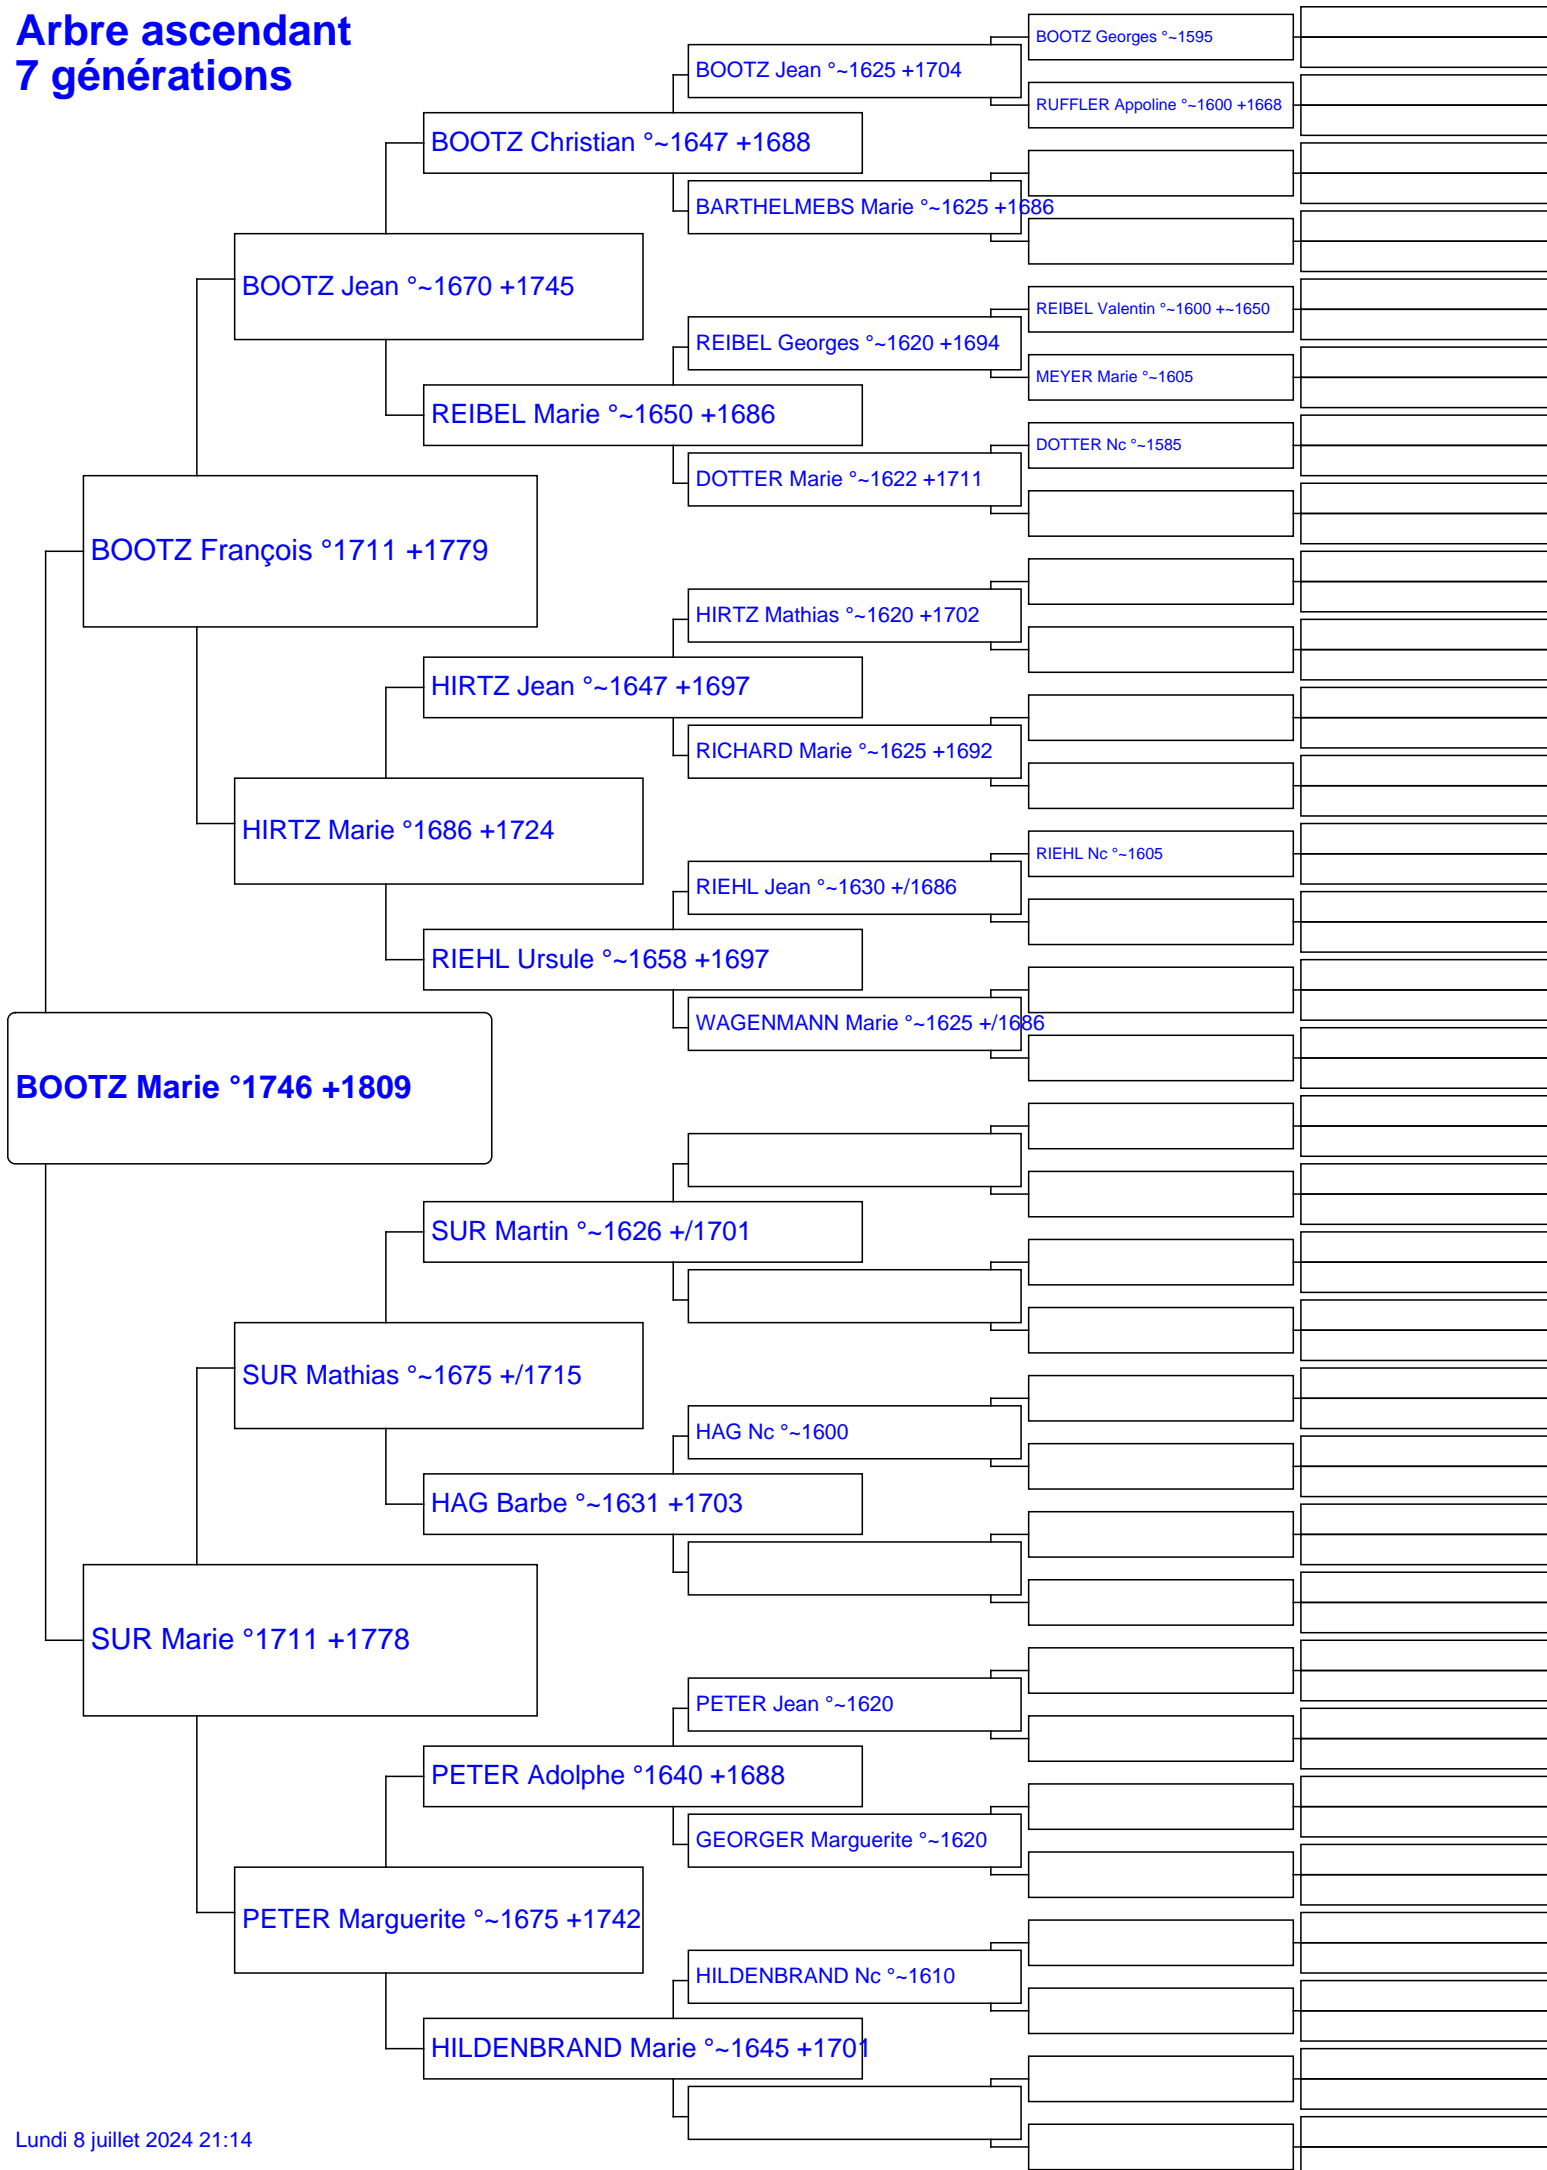 Arbre ascendant
7 générations
BOOTZ Georges °~1595
BOOTZ Jean °~1625 +1704
RUFFLER Appoline °~1600 +1668
BOOTZ Christian °~1647 +1688
BARTHELMEBS Marie °~1625 +1686
BOOTZ Jean °~1670 +1745
REIBEL Valentin °~1600 +~1650
REIBEL Georges °~1620 +1694
MEYER Marie °~1605
REIBEL Marie °~1650 +1686
DOTTER Nc °~1585
DOTTER Marie °~1622 +1711
BOOTZ François °1711 +1779
HIRTZ Mathias °~1620 +1702
HIRTZ Jean °~1647 +1697
RICHARD Marie °~1625 +1692
HIRTZ Marie °1686 +1724
RIEHL Nc °~1605
RIEHL Jean °~1630 +/1686
RIEHL Ursule °~1658 +1697
WAGENMANN Marie °~1625 +/1686
BOOTZ Marie °1746 +1809
SUR Martin °~1626 +/1701
SUR Mathias °~1675 +/1715
HAG Nc °~1600
HAG Barbe °~1631 +1703
SUR Marie °1711 +1778
PETER Jean °~1620
PETER Adolphe °1640 +1688
GEORGER Marguerite °~1620
PETER Marguerite °~1675 +1742
HILDENBRAND Nc °~1610
HILDENBRAND Marie °~1645 +1701
Lundi 8 juillet 2024 21:14